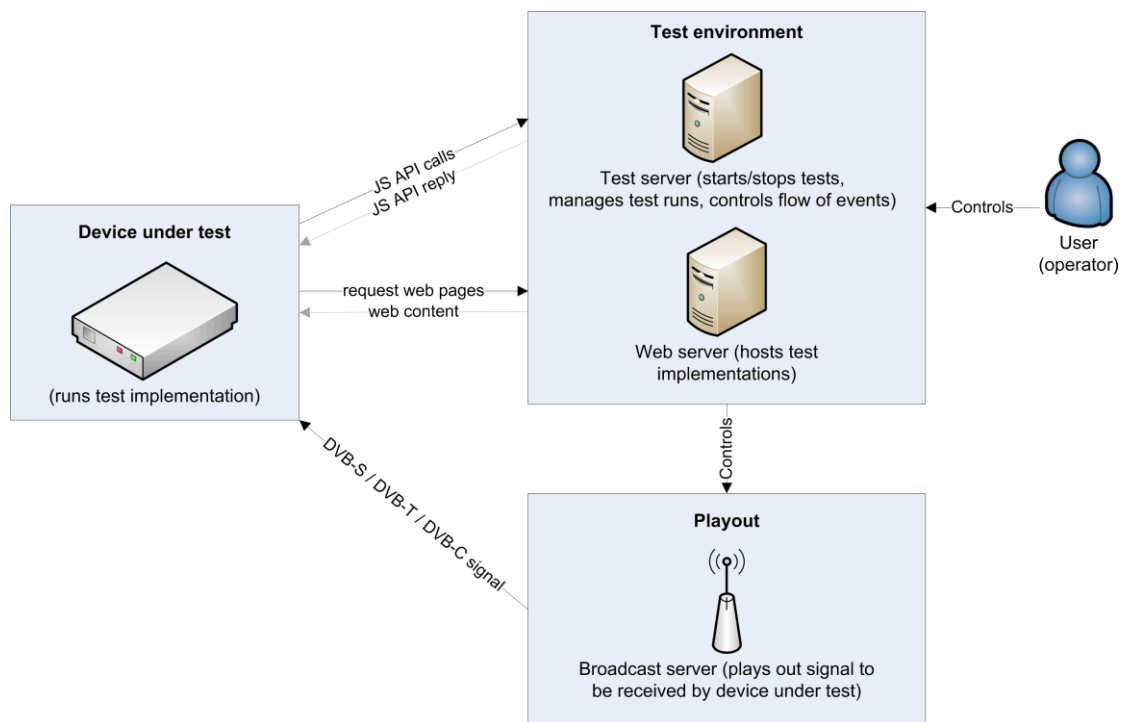 Test environment
Test server (starts/stops tests,
manages test runs, controls flow of events)
Web server (hosts test
implementations)
JS API calls
JS API reply
Device under test
(runs test implementation)
request web pages
web content
Controls
User
(operator)
Controls
DVB-S / DVB-T / DVB-C signal
Playout
Broadcast server (plays out signal to
be received by device under test)